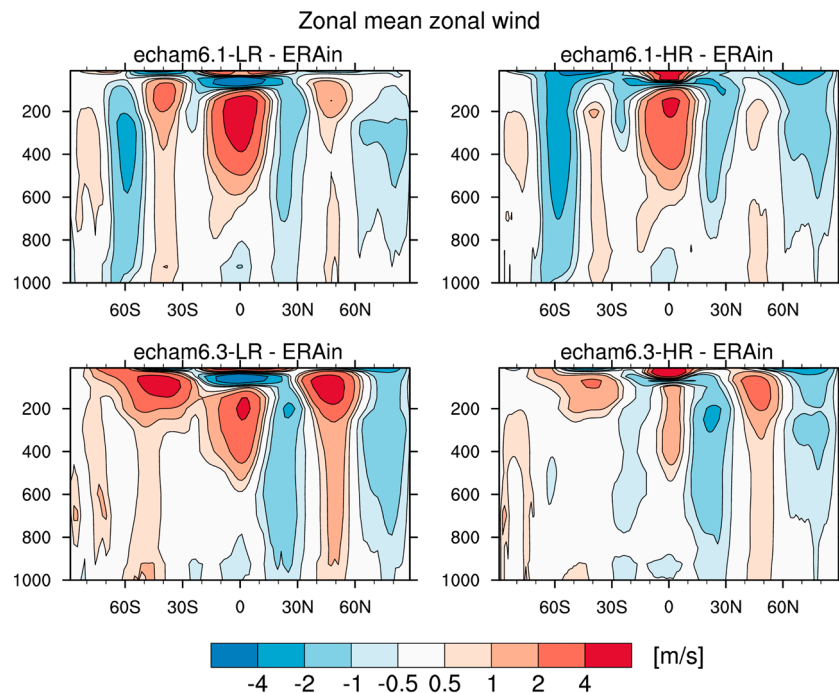 Zonal mean zonal wind
echam6.1-LR - ERAin
echam6.1-HR - ERAin
200
400
600
800
1000
60S 30S 0 30N 60N
200
400
600
800
1000
60S 30S 0 30N 60N
echam6.3-LR - ERAin
echam6.3-HR - ERAin
200
400
600
800
1000
60S 30S 0 30N 60N
200
400
600
800
1000
60S 30S 0 30N 60N
[m/s]
-4 -2 -1 -0.5 0.5 1 2 4